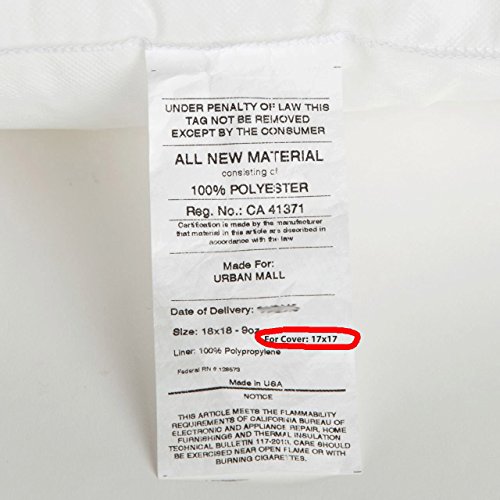 UNDER PENALTY OF LAW THIS
TAG NOT BE REMOVED
EXCEPT BY THE CONSUMER
ALL NEW MATERIAL
consisting of
100% POLYESTER
Reg. No.: CA 41371
Certification is made by the manufacturer
that material in this article are described in
accordance with the law
Made For:
URBAN MALL
Date of Delivery:
Size: 18x18 - 9oz
For Cover: 17x17
Liner: 100% Polypropylene
Federal RN # 128573
Made in USA
NOTICE
THIS ARTICLE MEETS THE FLAMMABILITY
REQUIREMENTS OF CALIFORNIA BUREAU OF
ELECTRONIC AND APPLIANCE REPAIR, HOME
FURNISHINGS AND THERMAL INSULATION
TECHNICAL BULLETIN 117-2013. CARE SHOULD
BE EXERCISED NEAR OPEN FLAME OR WITH
BURNING CIGARETTES.